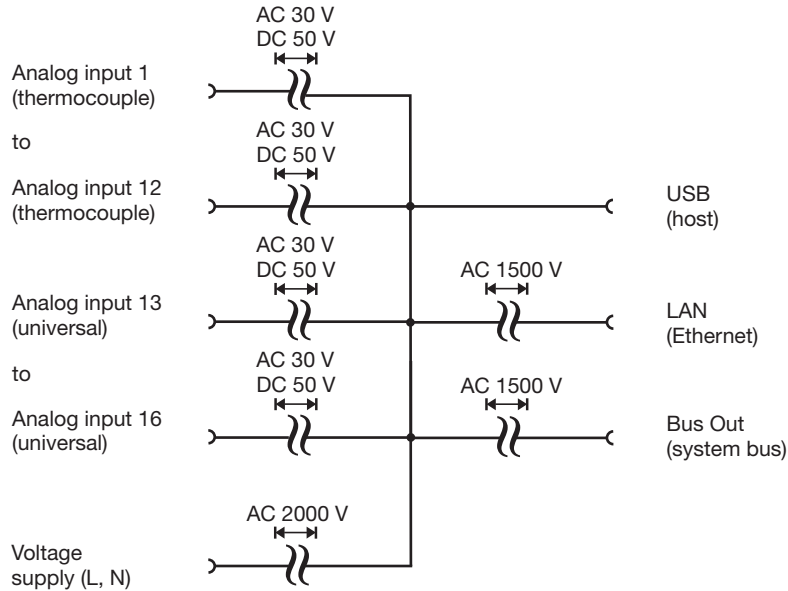 AC 30 V
DC 50 V
Analog input 1
(thermocouple)
to
AC 30 V
DC 50 V
Analog input 12
(thermocouple)
USB
(host)
AC 30 V
DC 50 V
AC 1500 V
Analog input 13
(universal)
LAN
(Ethernet)
to
AC 30 V
DC 50 V
AC 1500 V
Analog input 16
(universal)
Bus Out
(system bus)
AC 2000 V
Voltage
supply (L, N)